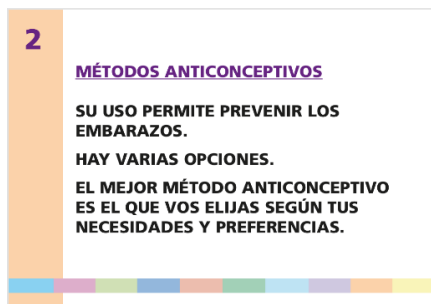 2
MÉTODOS ANTICONCEPTIVOS
SU USO PERMITE PREVENIR LOS
EMBARAZOS.
HAY VARIAS OPCIONES.
EL MEJOR MÉTODO ANTICONCEPTIVO
ES EL QUE VOS ELIJAS SEGÚN TUS
NECESIDADES Y PREFERENCIAS.